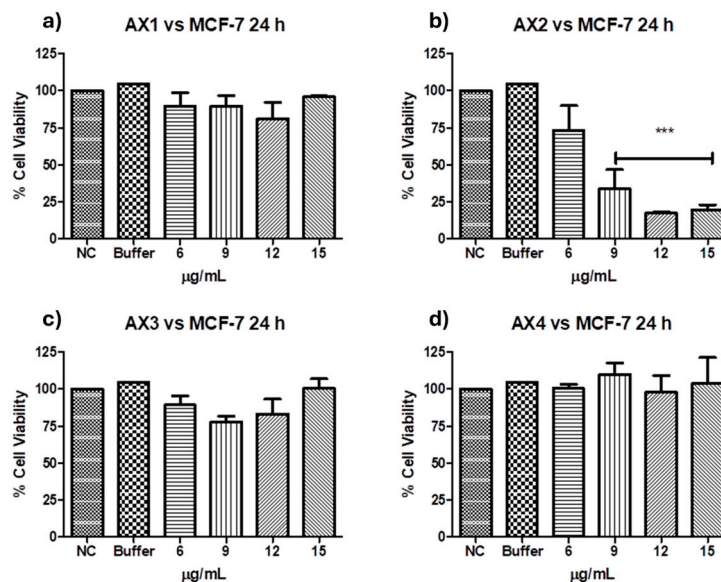 a)
AX1 vs MCF-7 24 h
% Cell Viability
125
100
75
50
25
0
NC Buffer 6 9 12 15
µg/mL
b)
AX2 vs MCF-7 24 h
% Cell Viability
125
100
75
50
25
0
***
NC Buffer 6 9 12 15
µg/mL
c)
AX3 vs MCF-7 24 h
% Cell Viability
125
100
75
50
25
0
NC Buffer 6 9 12 15
µg/mL
d)
AX4 vs MCF-7 24 h
% Cell Viability
125
100
75
50
25
0
NC Buffer 6 9 12 15
µg/mL